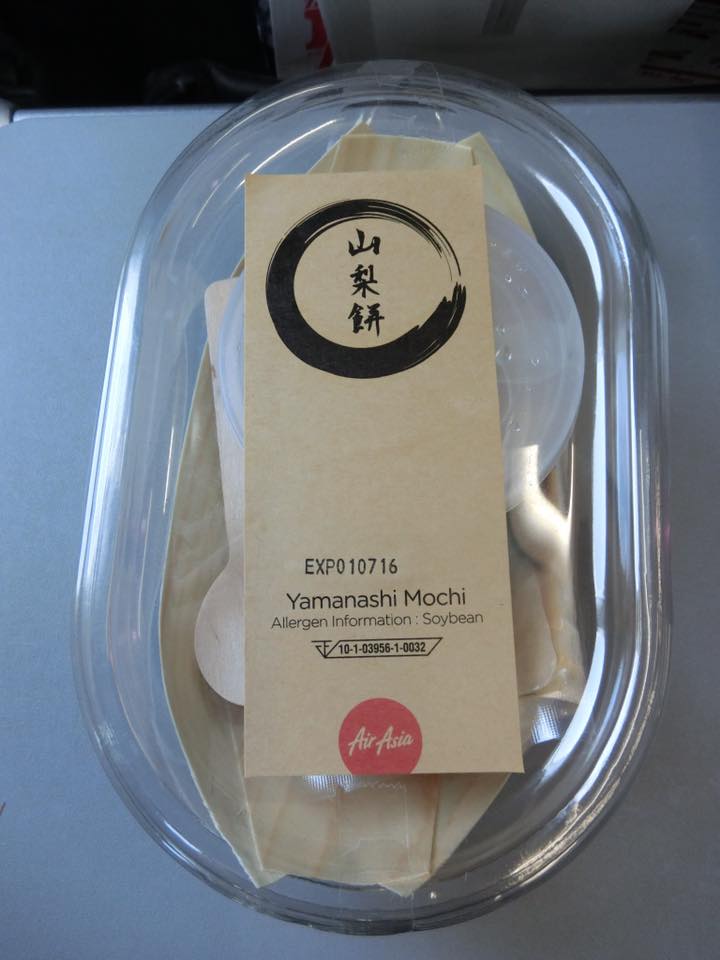 山
梨
餅
EXP010716
Yamanashi Mochi
Allergen Information : Soybean
10-1-03956-1-0032
AirAsia